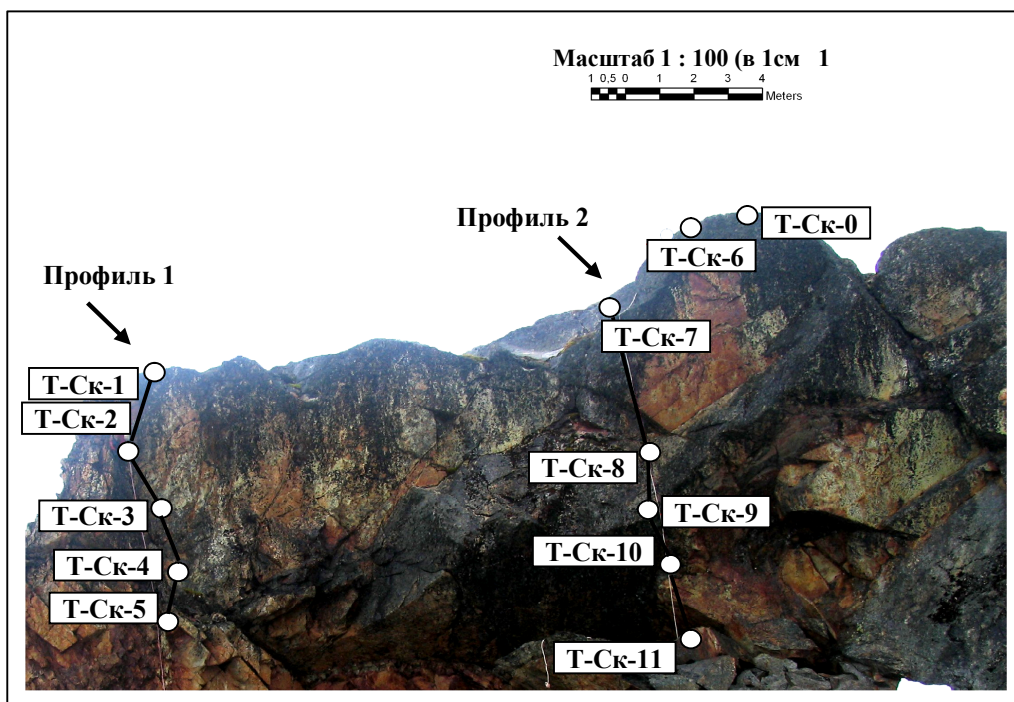 Масштаб 1 : 100 (в 1см 1
1 0,5 0 1 2 3 4
Meters
Профиль 2
Т-Ск-0
Т-Ск-6
Профиль 1
Т-Ск-7
Т-Ск-1
Т-Ск-2
Т-Ск-8
Т-Ск-3
Т-Ск-9
Т-Ск-10
Т-Ск-4
Т-Ск-5
Т-Ск-11